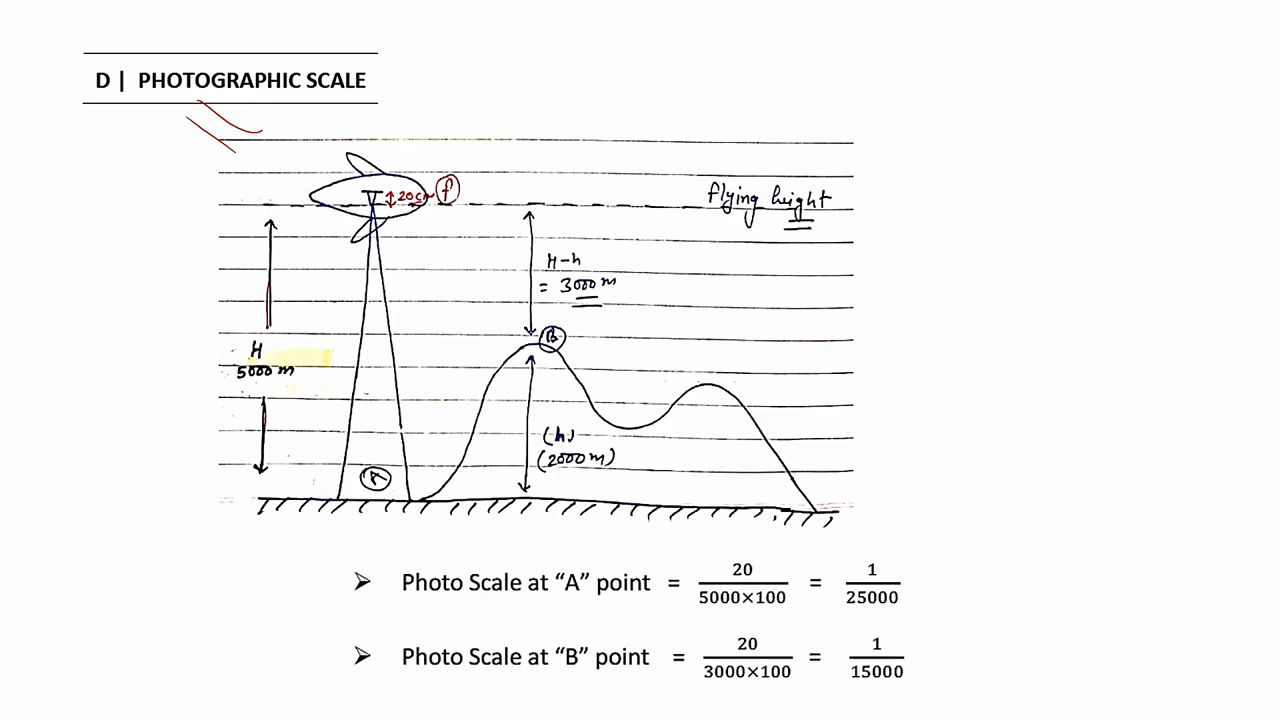 D | PHOTOGRAPHIC SCALE
20cm f
flying height
H-h
= 3000 m
B
H
5000 m
(h)
(2000 m)
A
➢ Photo Scale at “A” point = 20/5000×100 = 1/25000
➢ Photo Scale at “B” point = 20/3000×100 = 1/15000